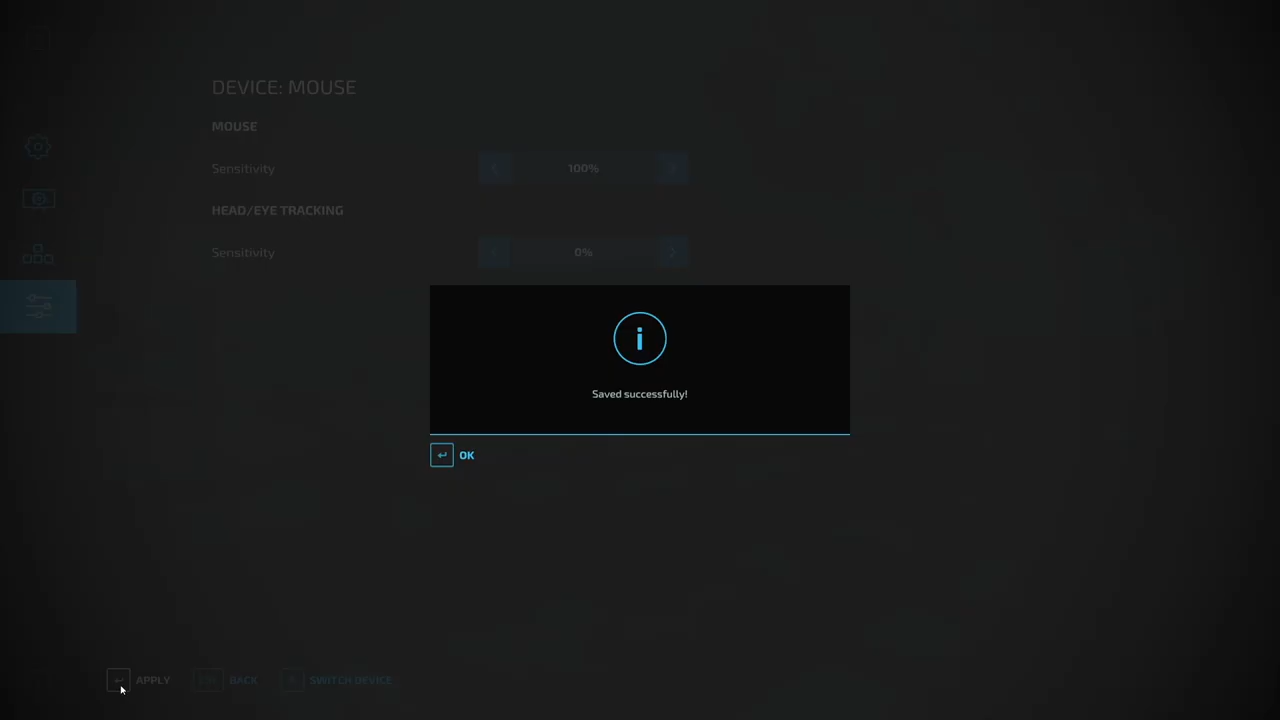 DEVICE: MOUSE
MOUSE
Sensitivity
100%
HEAD/EYE TRACKING
Sensitivity
0%
i
Saved successfully!
OK
APPLY
BACK
SWITCH DEVICE